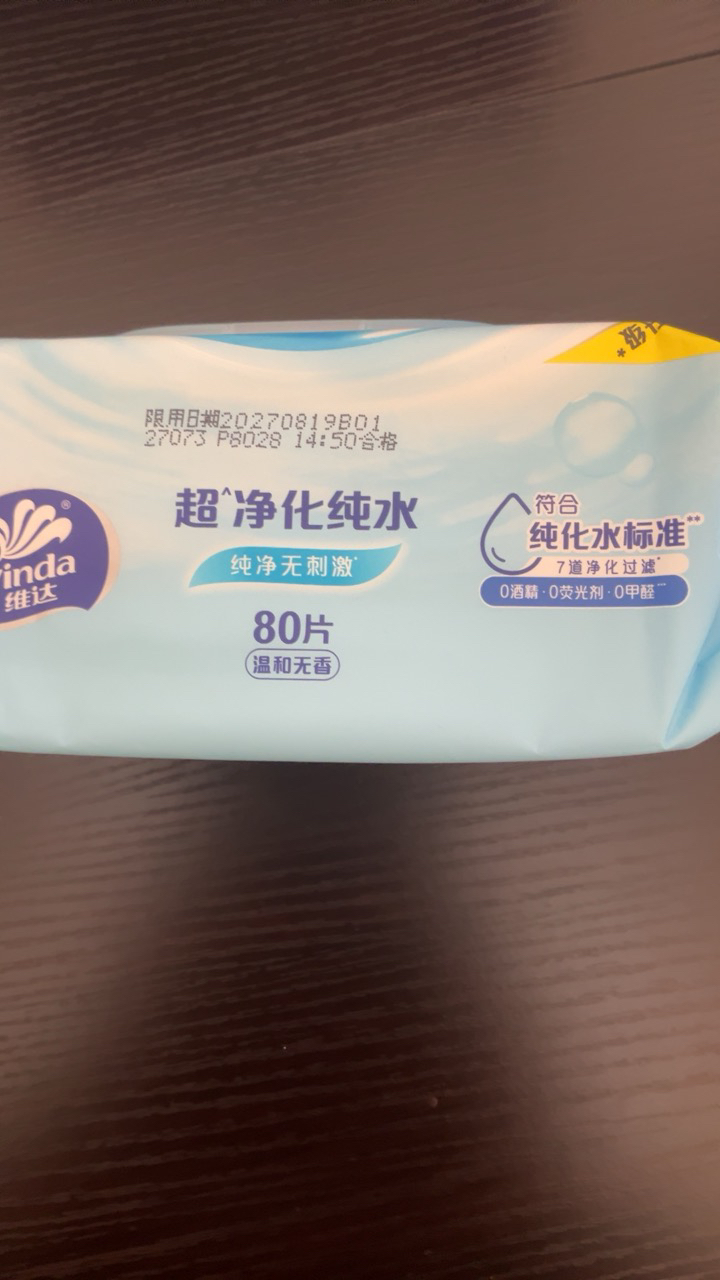 限用日期20270819B01
27073 P8028 14:50合格
超^净化纯水
纯净无刺激*
80片
温和无香
Vinda®
维达
符合
纯化水标准**
7道净化过滤*
0酒精·0荧光剂·0甲醛***